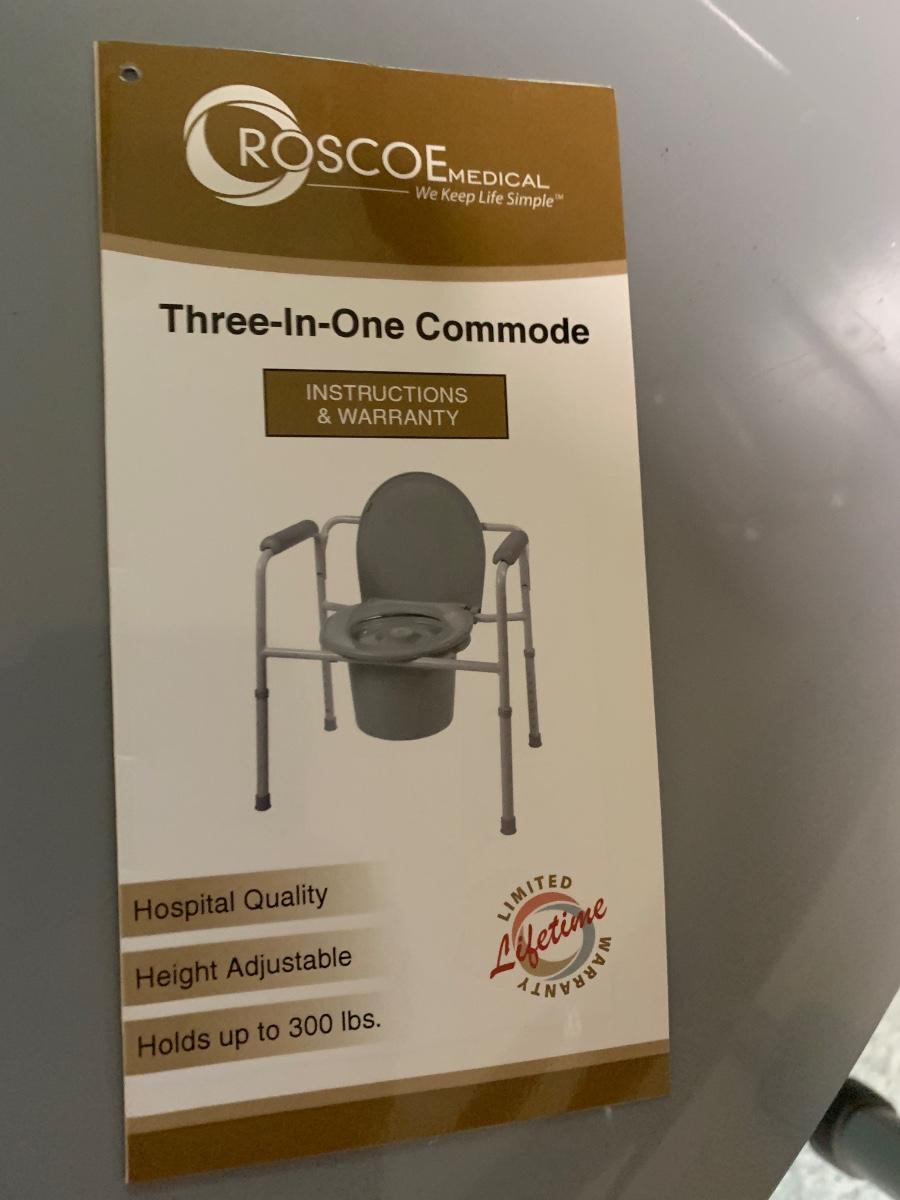 ROSCOE MEDICAL
We Keep Life Simple™
Three-In-One Commode
INSTRUCTIONS
& WARRANTY
Hospital Quality
Height Adjustable
Holds up to 300 lbs.
LIMITED
Lifetime
WARRANTY